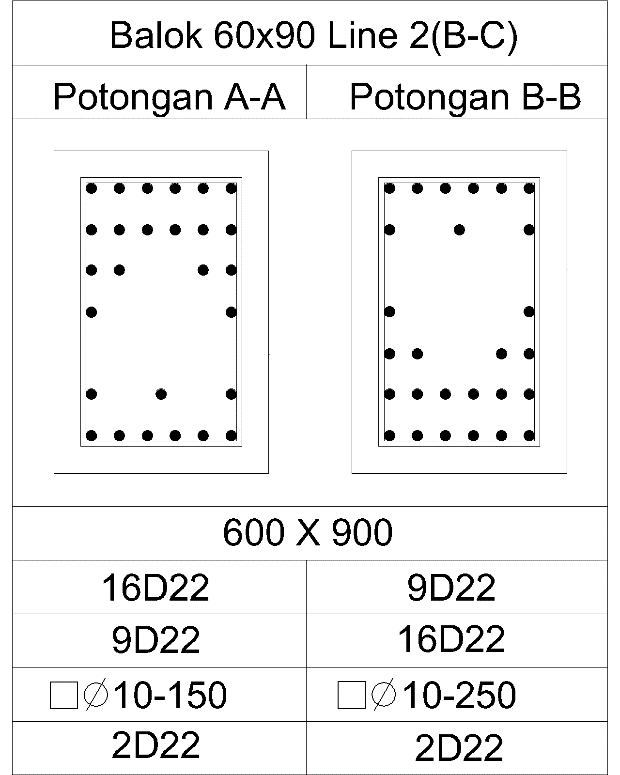 Balok 60x90 Line 2(B-C)
Potongan A-A Potongan B-B
600 X 900
16D22 9D22
9D22 16D22
□∅10-150 □∅10-250
2D22 2D22